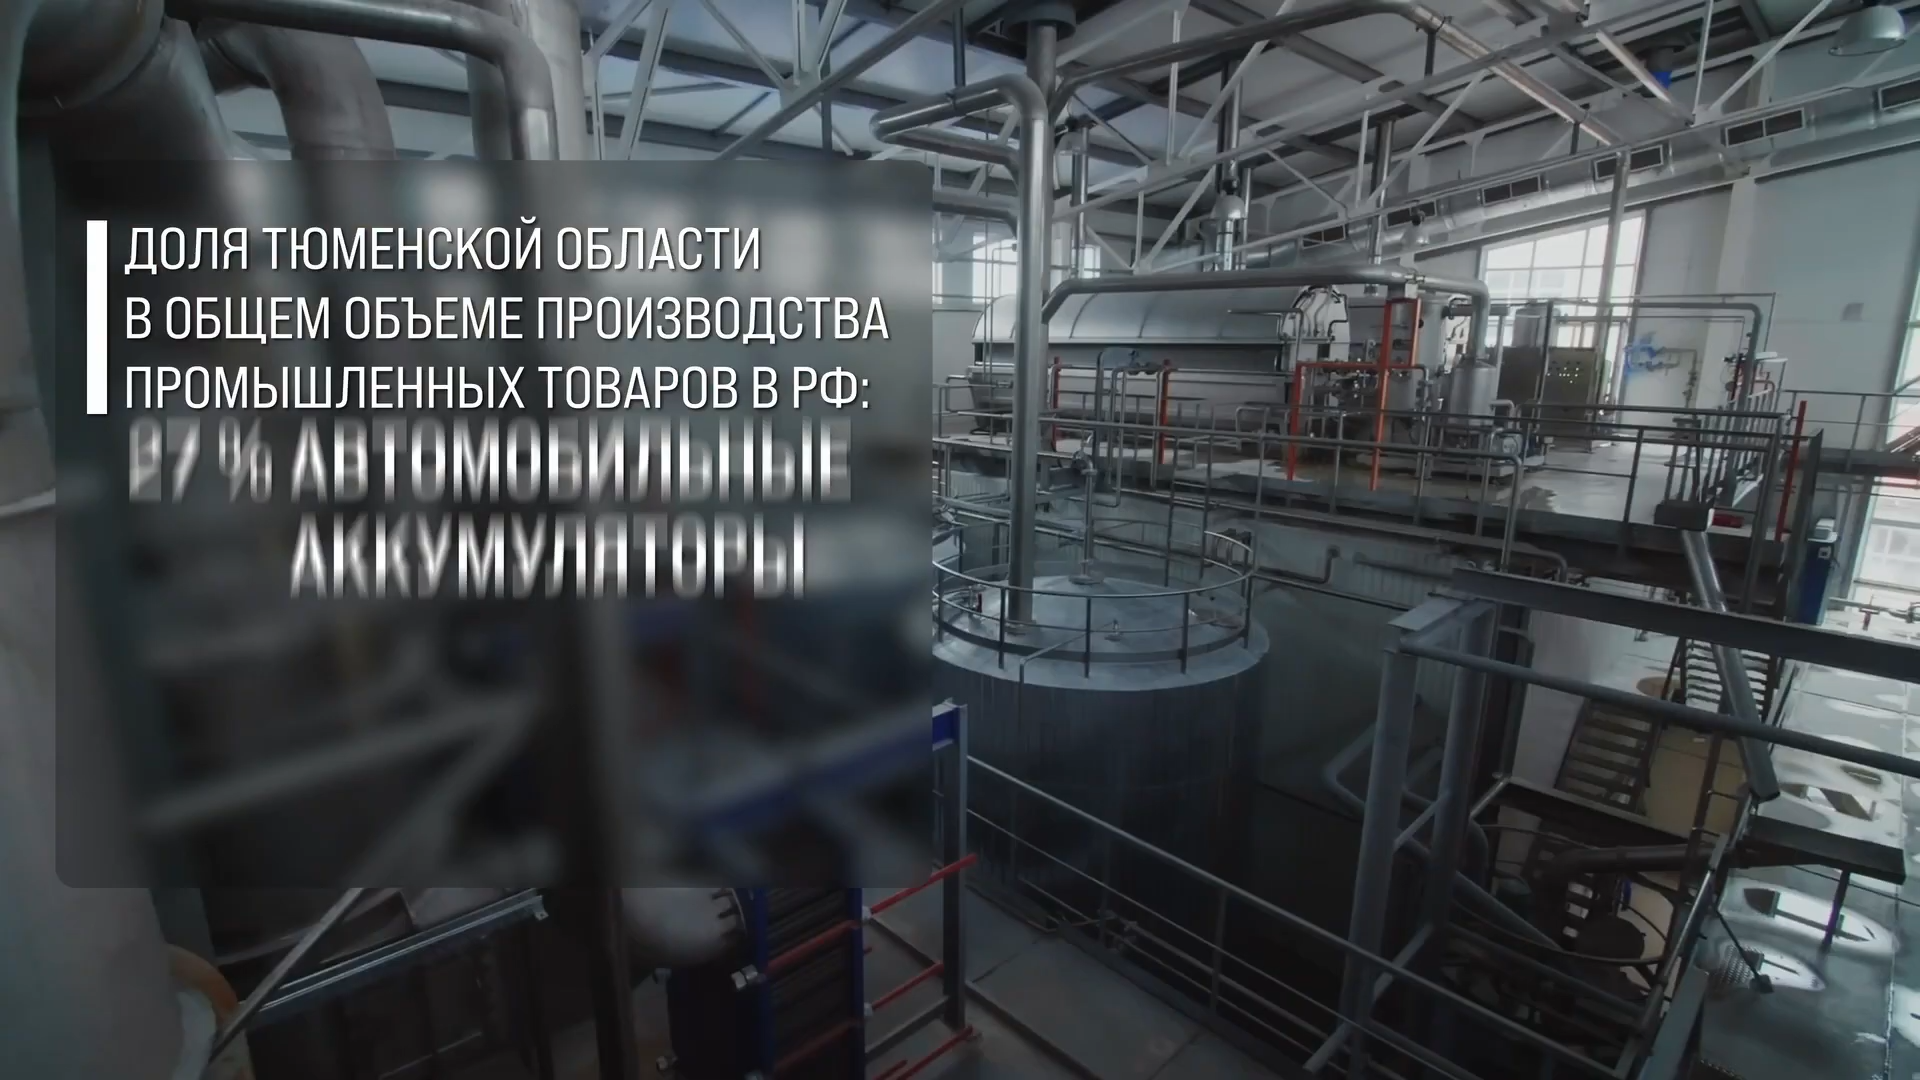 ДОЛЯ ТЮМЕНСКОЙ ОБЛАСТИ
В ОБЩЕМ ОБЪЕМЕ ПРОИЗВОДСТВА
ПРОМЫШЛЕННЫХ ТОВАРОВ В РФ:
% АВТОМОБИЛЬНЫЕ
АККУМУЛЯТОРЫ